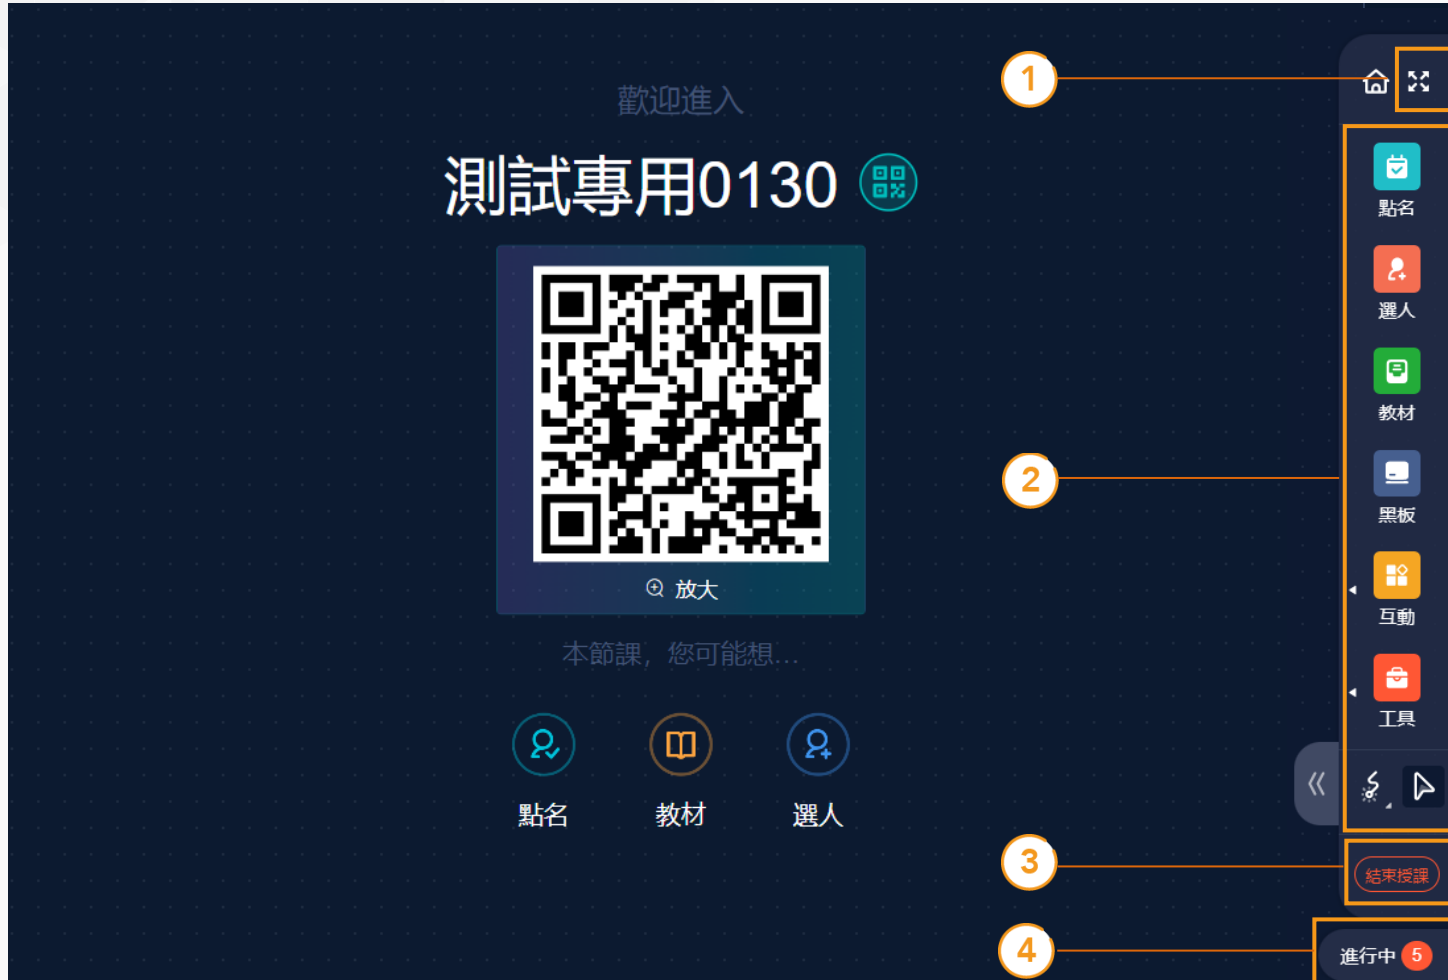 歡迎進入
測試專用0130
放大
本節課，您可能想...
點名
教材
選人
1
2
3
4
點名
選人
教材
黑板
互動
工具
結束授課
進行中 5